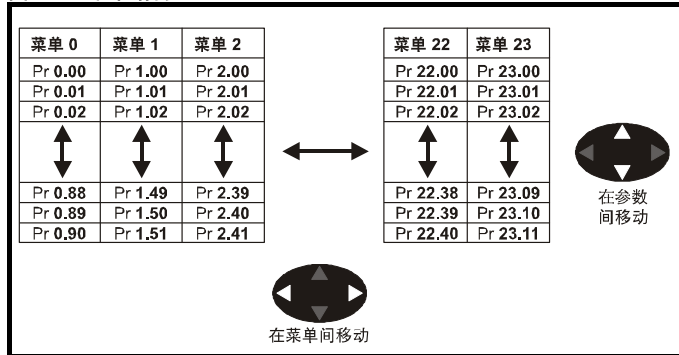 菜单 0 菜单 1 菜单 2 菜单 22 菜单 23
Pr 0.00 Pr 1.00 Pr 2.00 Pr 22.00 Pr 23.00
Pr 0.01 Pr 1.01 Pr 2.01 Pr 22.01 Pr 23.01
Pr 0.02 Pr 1.02 Pr 2.02 Pr 22.02 Pr 23.02
Pr 0.88 Pr 1.49 Pr 2.39 Pr 22.38 Pr 23.09
Pr 0.89 Pr 1.50 Pr 2.40 Pr 22.39 Pr 23.10
Pr 0.90 Pr 1.51 Pr 2.41 Pr 22.40 Pr 23.11
在参数
间移动
在菜单间移动